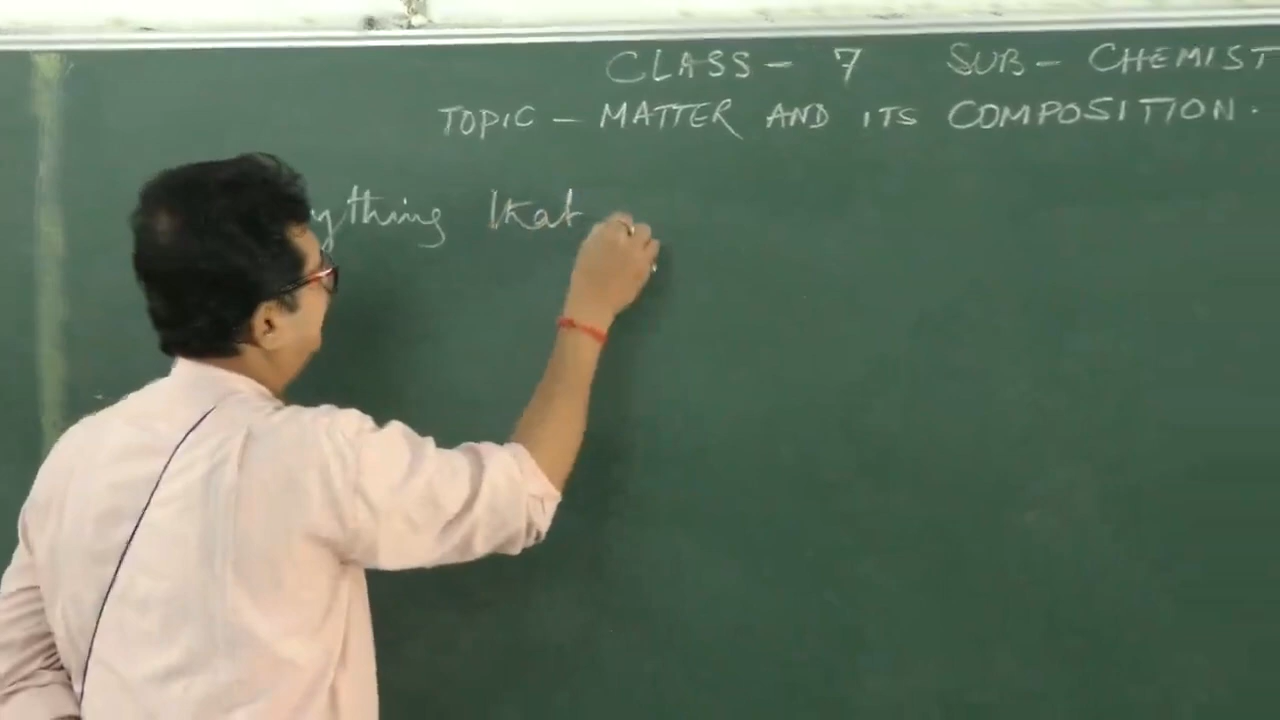 CLASS - 7 SUB - CHEMIST
TOPIC - MATTER AND ITS COMPOSITION.
ything that